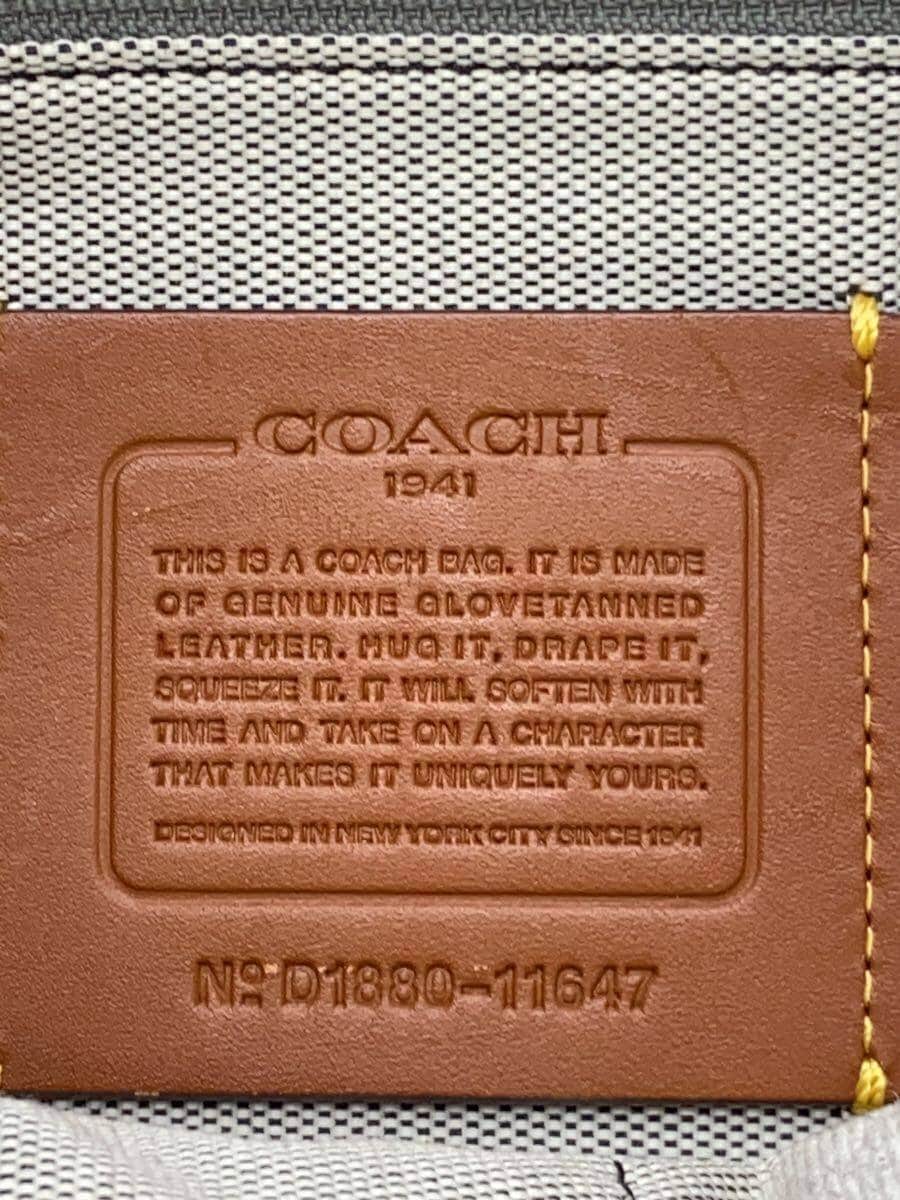 COACH
1941
THIS IS A COACH BAG. IT IS MADE
OF GENUINE GLOVETANNED
LEATHER. HUG IT, DRAPE IT,
SQUEEZE IT. IT WILL SOFTEN WITH
TIME AND TAKE ON A CHARACTER
THAT MAKES IT UNIQUELY YOURS.
DESIGNED IN NEW YORK CITY SINCE 1941
Nº D1880-11647